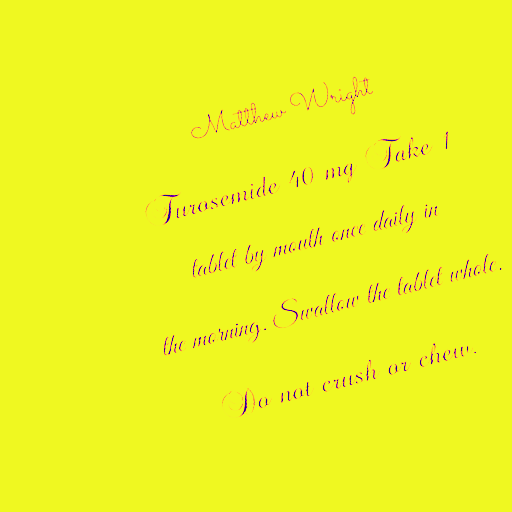 Matthew Wright
Furosemide 40 mg Take 1
tablet by mouth once daily in
the morning. Swallow the tablet whole.
Do not crush or chew.